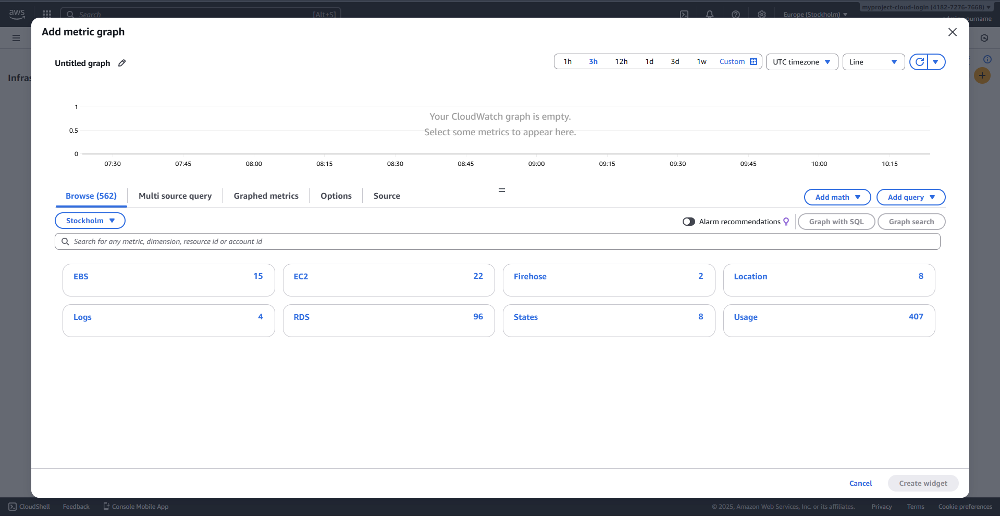 aws
Search
[Alt+S]
Europe (Stockholm)
myproject-cloud-login (4182-7276-7668)
Add metric graph
Infras
Untitled graph
1h 3h 12h 1d 3d 1w Custom
UTC timezone
Line
1
0.5
0
Your CloudWatch graph is empty.
Select some metrics to appear here.
07:30 07:45 08:00 08:15 08:30 08:45 09:00 09:15 09:30 09:45 10:00 10:15
Browse (562)
Multi source query
Graphed metrics
Options
Source
Add math
Add query
Stockholm
Alarm recommendations
Graph with SQL
Graph search
Search for any metric, dimension, resource id or account id
EBS 15
EC2 22
Firehose 2
Location 8
Logs 4
RDS 96
States 8
Usage 407
Cancel
Create widget
CloudShell
Feedback
Console Mobile App
© 2025, Amazon Web Services, Inc. or its affiliates.
Privacy
Terms
Cookie preferences